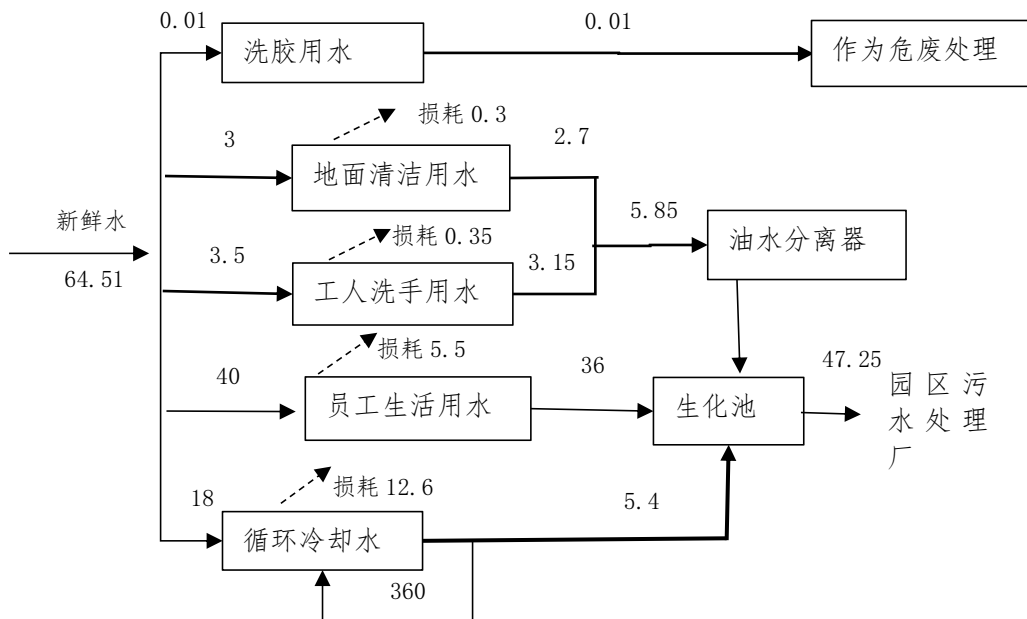 0.01
0.01
洗胶用水
作为危废处理
损耗 0.3
3
2.7
地面清洁用水
新鲜水
64.51
损耗 0.35
3.5
3.15
5.85
油水分离器
工人洗手用水
损耗 5.5
40
36
47.25
员工生活用水
生化池
园区污
水处理
厂
损耗 12.6
18
5.4
循环冷却水
360